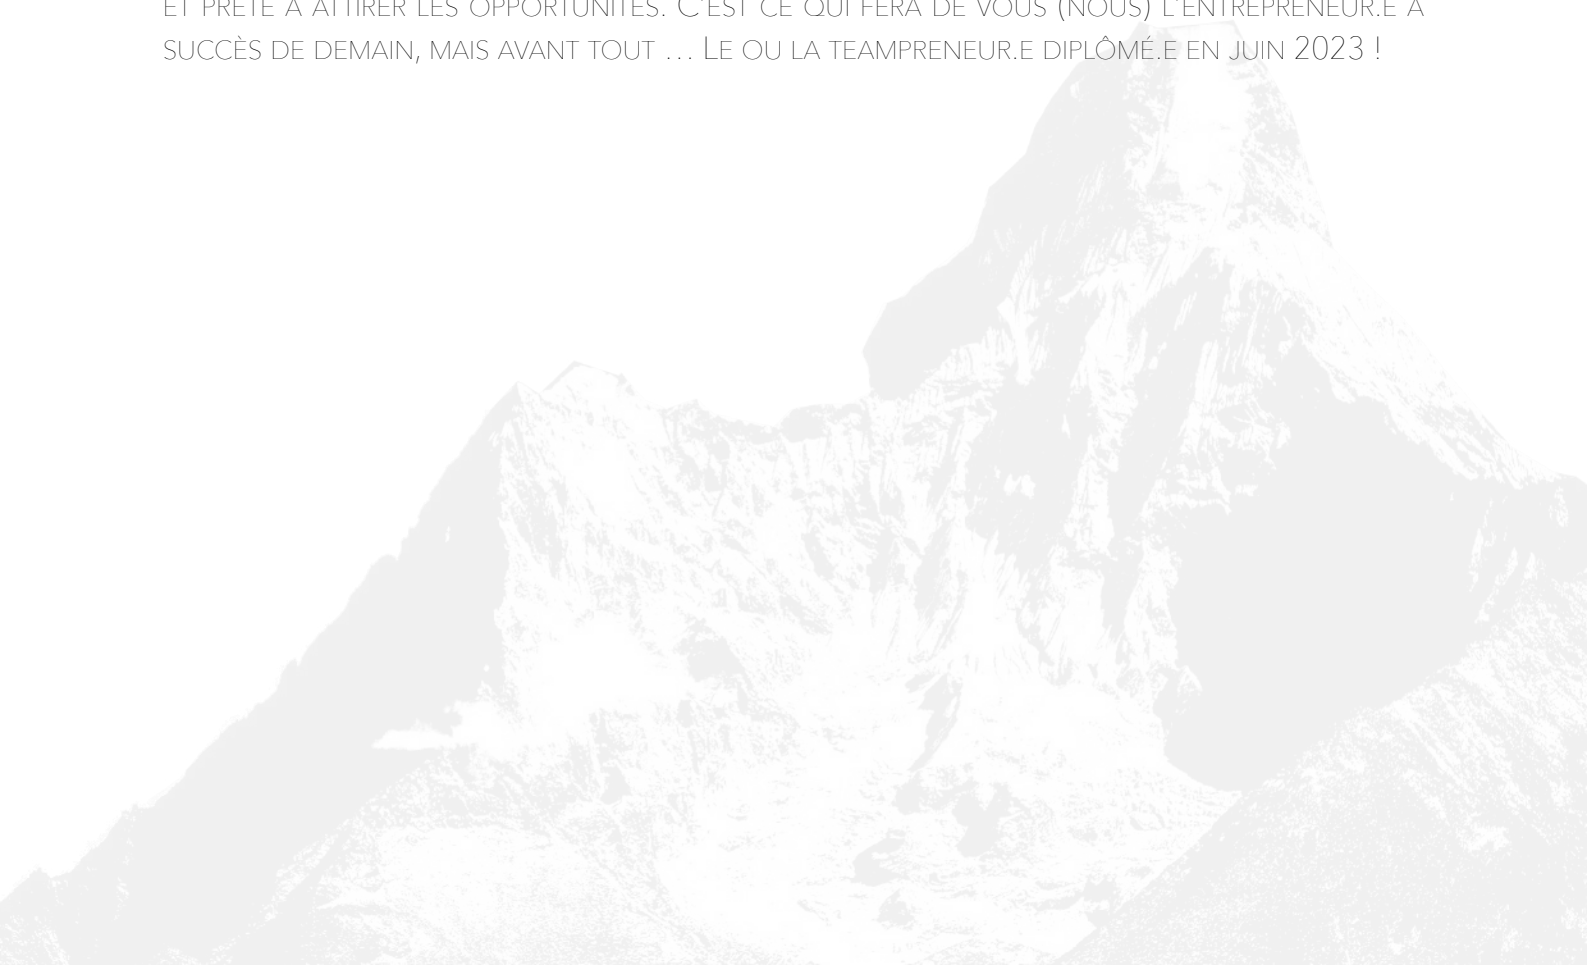 ET PRÊTE À ATTIRER LES OPPORTUNITÉS. C'EST CE QUI FERA DE VOUS (NOUS) L'ENTREPRENEUR.E À
SUCCÈS DE DEMAIN, MAIS AVANT TOUT … LE OU LA TEAMPRENEUR.E DIPLÔMÉ.E EN JUIN 2023 !